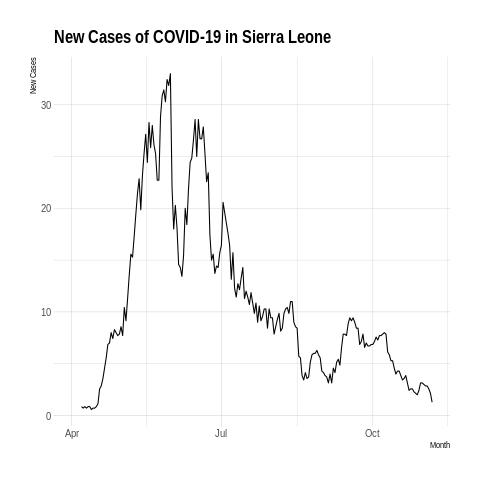 New Cases of COVID-19 in Sierra Leone
New Cases
30
20
10
0
Apr Jul Oct
Month